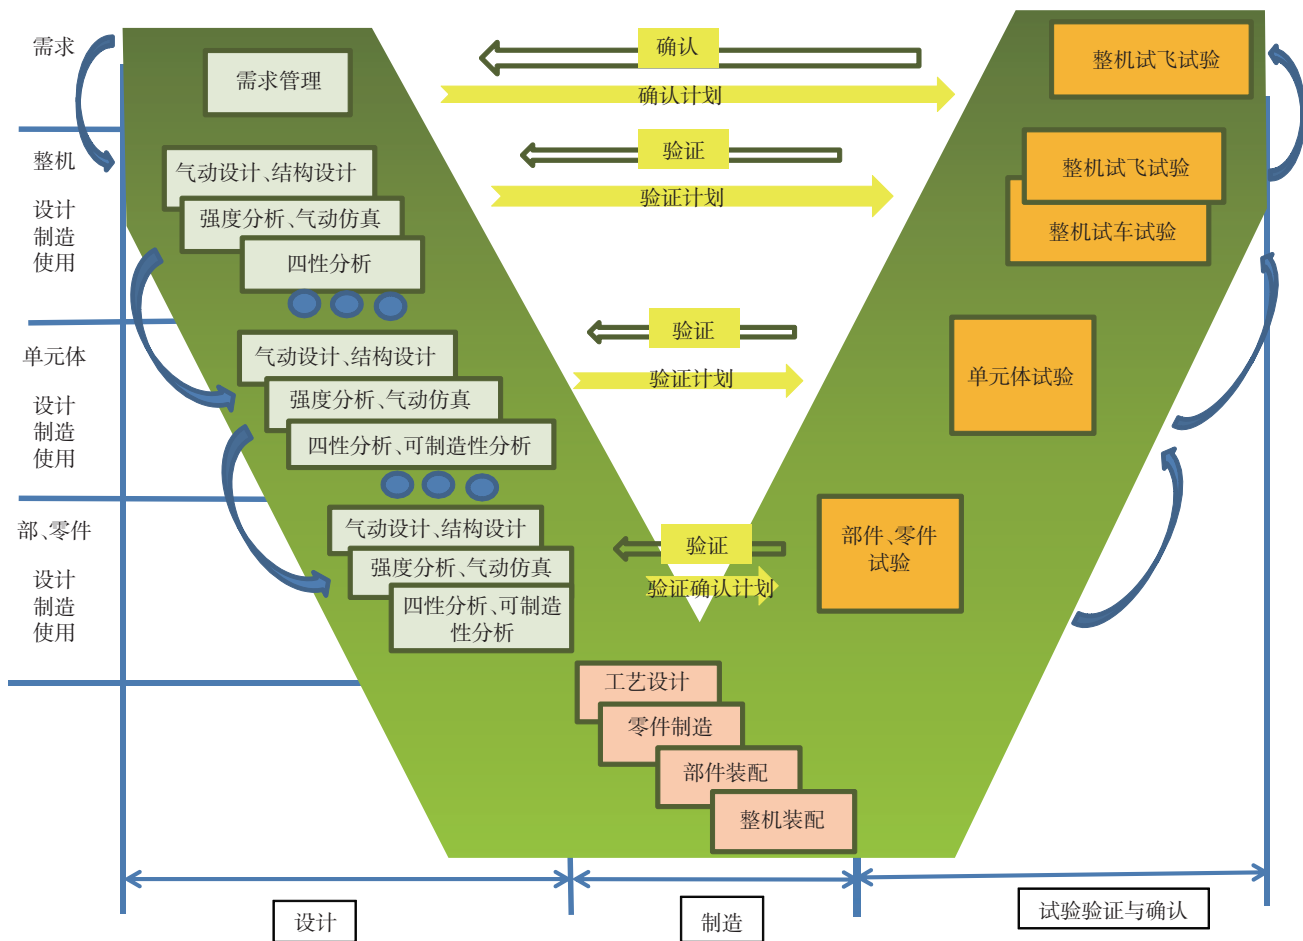 需求
整机
设计
制造
使用
单元体
设计
制造
使用
部、零件
设计
制造
使用
需求管理
气动设计、结构设计
强度分析、气动仿真
四性分析
气动设计、结构设计
强度分析、气动仿真
四性分析、可制造性分析
气动设计、结构设计
强度分析、气动仿真
四性分析、可制造
性分析
确认
确认计划
验证
验证计划
验证
验证计划
验证
验证确认计划
工艺设计
零件制造
部件装配
整机装配
整机试飞试验
整机试飞试验
整机试车试验
单元体试验
部件、零件
试验
设计
制造
试验验证与确认